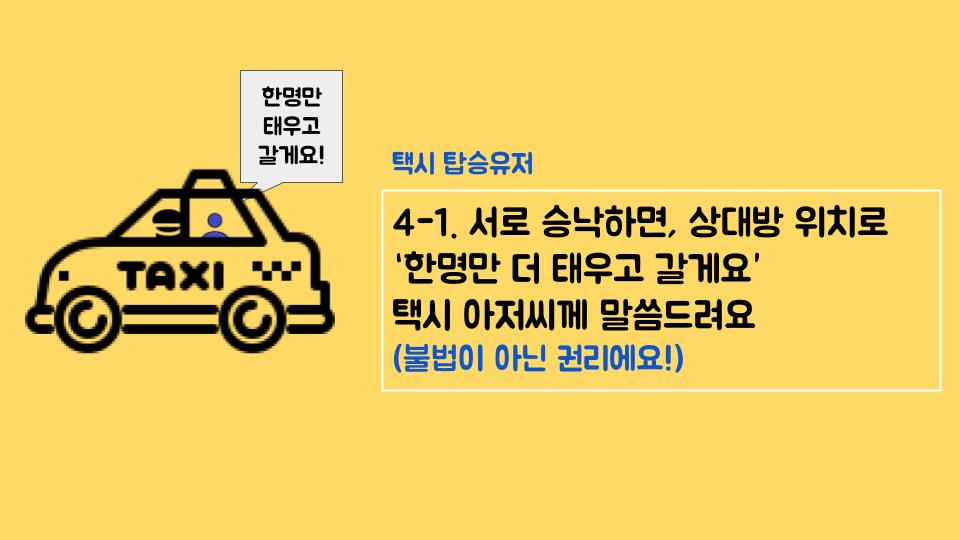 한명만
태우고
갈게요!
TAXI
택시 탑승유저
4-1. 서로 승낙하면, 상대방 위치로
‘한명만 더 태우고 갈게요’
택시 아저씨께 말씀드려요
(불법이 아닌 권리에요!)